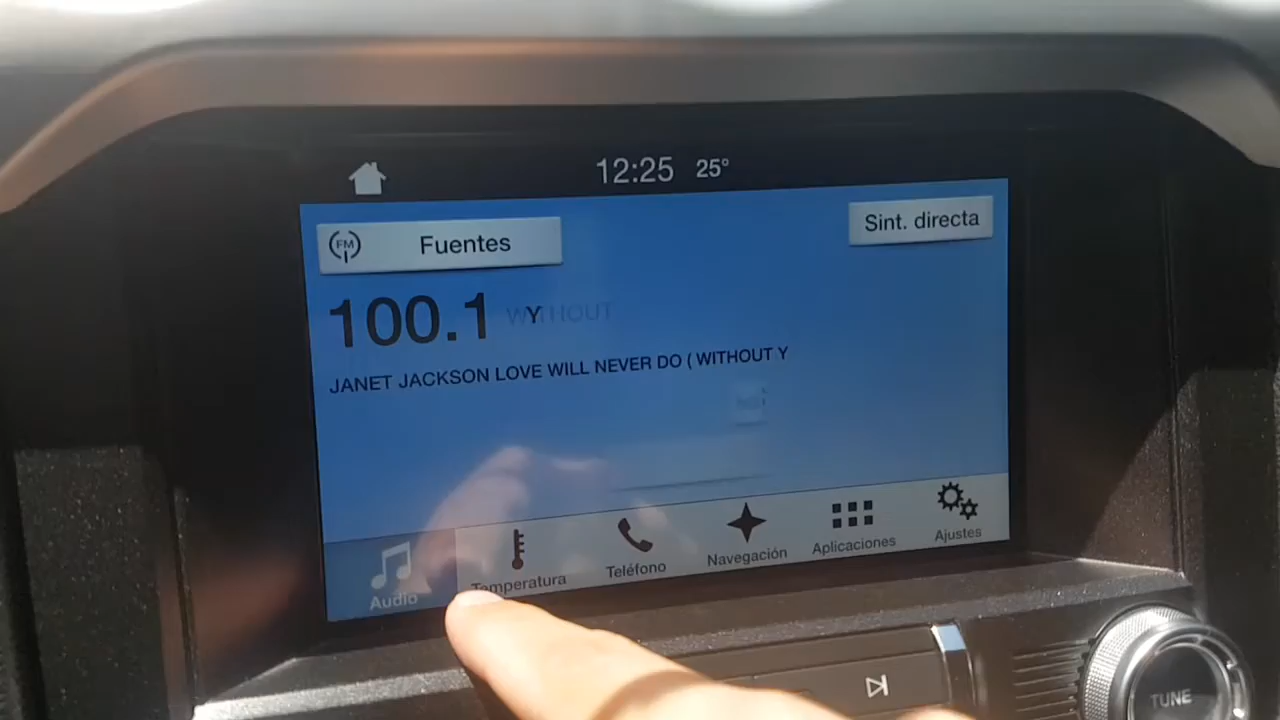 12:25 25°
FM Fuentes
Sint. directa
100.1
JANET JACKSON LOVE WILL NEVER DO ( WITHOUT Y
Audio
Temperatura
Teléfono
Navegación
Aplicaciones
Ajustes
TUNE